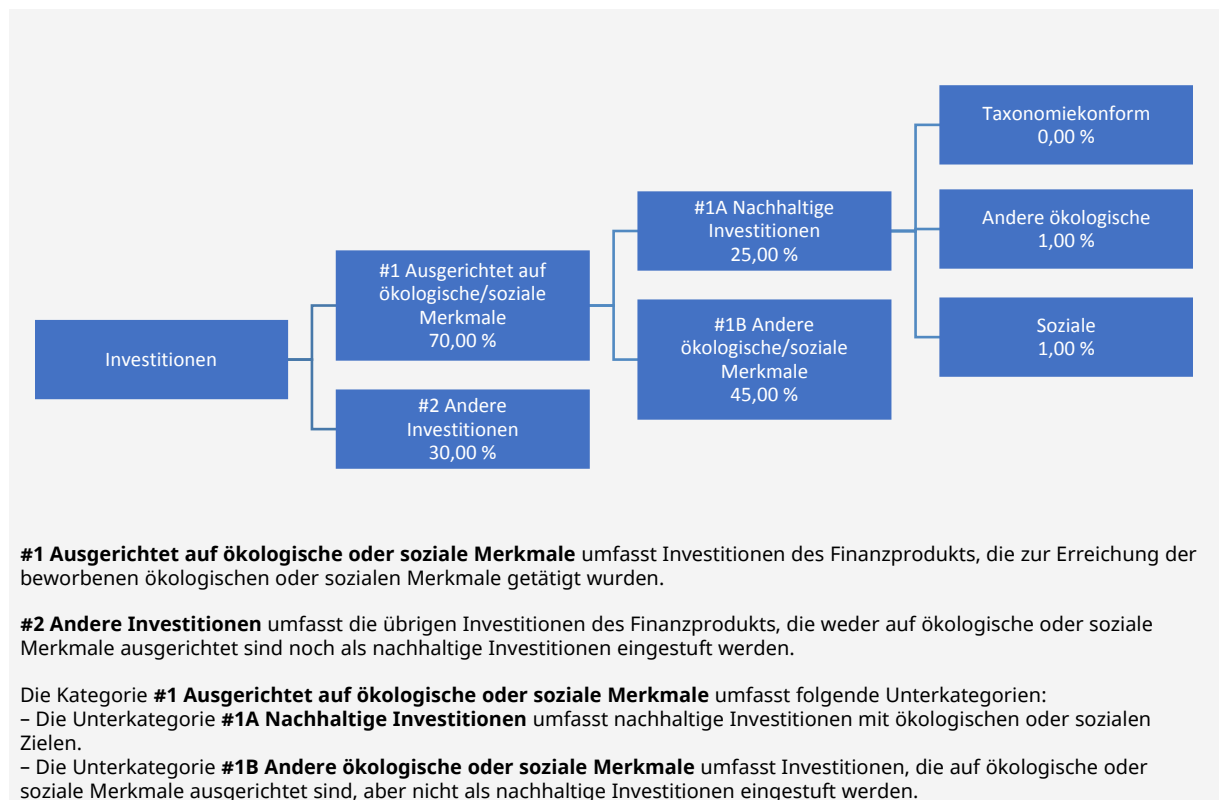 Taxonomiekonform
0,00 %
#1A Nachhaltige
Investitionen
25,00 %
Andere ökologische
1,00 %
#1 Ausgerichtet auf
ökologische/soziale
Merkmale
70,00 %
#1B Andere
ökologische/soziale
Merkmale
45,00 %
Soziale
1,00 %
Investitionen
#2 Andere
Investitionen
30,00 %
#1 Ausgerichtet auf ökologische oder soziale Merkmale umfasst Investitionen des Finanzprodukts, die zur Erreichung der
beworbenen ökologischen oder sozialen Merkmale getätigt wurden.
#2 Andere Investitionen umfasst die übrigen Investitionen des Finanzprodukts, die weder auf ökologische oder soziale
Merkmale ausgerichtet sind noch als nachhaltige Investitionen eingestuft werden.
Die Kategorie #1 Ausgerichtet auf ökologische oder soziale Merkmale umfasst folgende Unterkategorien:
– Die Unterkategorie #1A Nachhaltige Investitionen umfasst nachhaltige Investitionen mit ökologischen oder sozialen
Zielen.
– Die Unterkategorie #1B Andere ökologische oder soziale Merkmale umfasst Investitionen, die auf ökologische oder
soziale Merkmale ausgerichtet sind, aber nicht als nachhaltige Investitionen eingestuft werden.